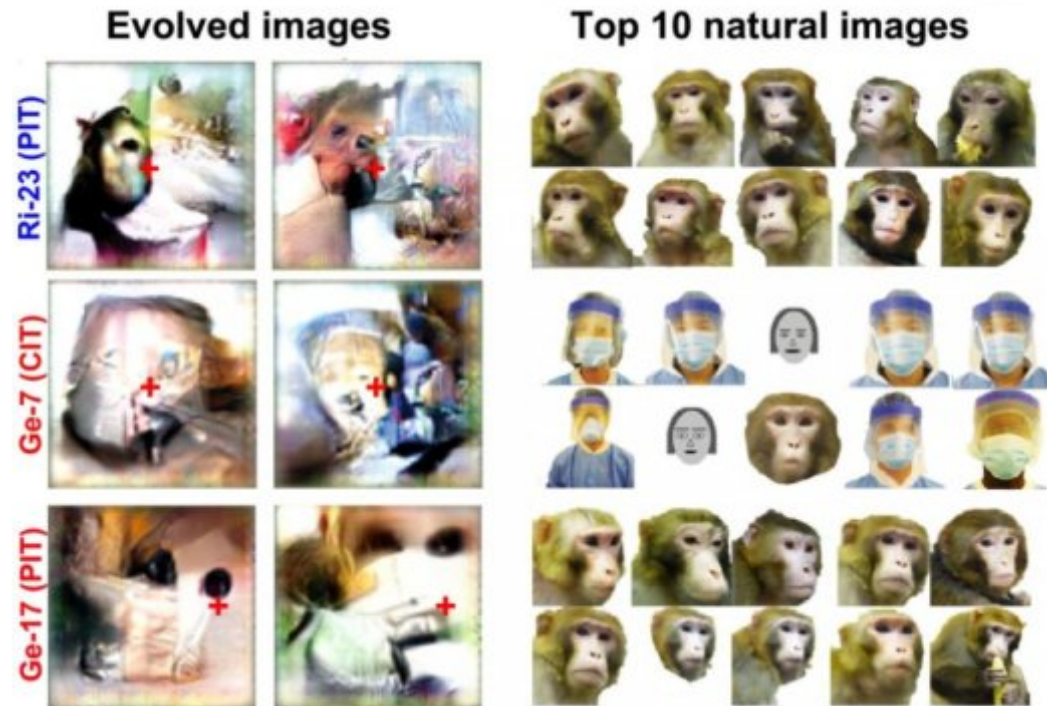 Evolved images
Top 10 natural images
Ri-23 (PIT)
Ge-7 (CIT)
Ge-17 (PIT)